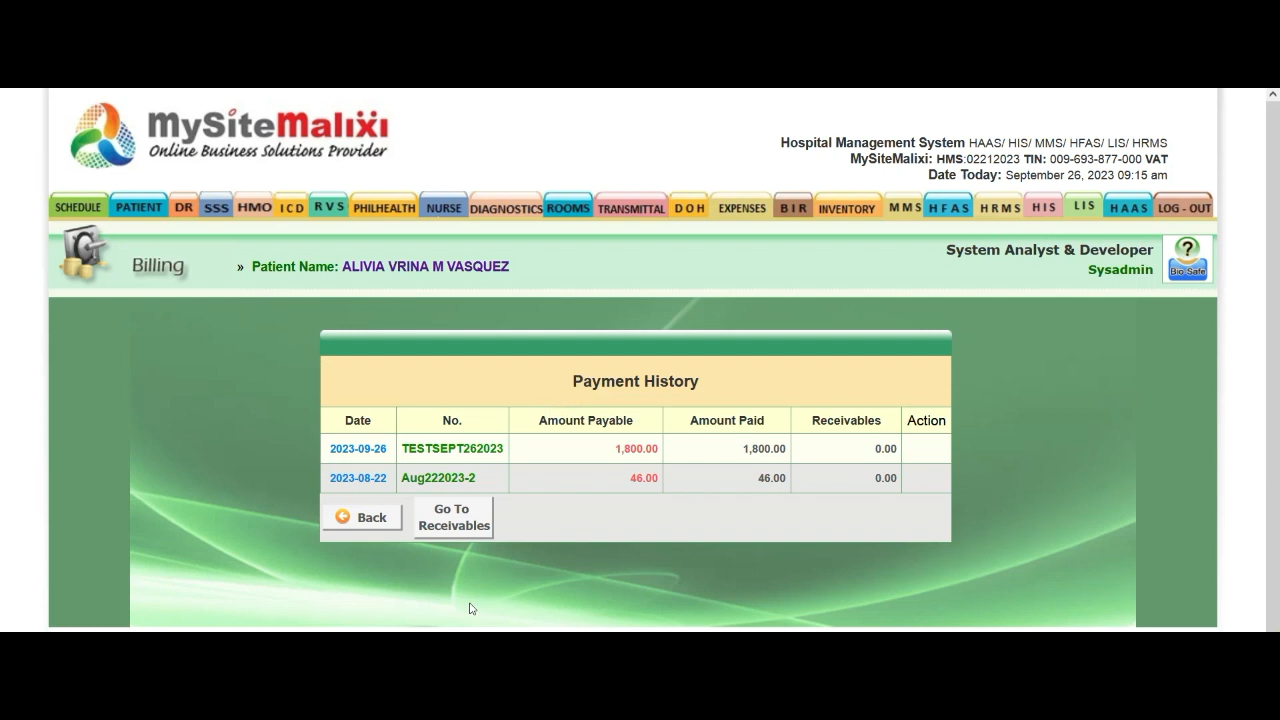 MySiteMalixi
Online Business Solutions Provider
Hospital Management System HAAS/ HIS/ MMS/ HFAS/ LIS/ HRMS
MySiteMalixi: HMS:02212023 TIN: 009-693-877-000 VAT
Date Today: September 26, 2023 09:15 am
SCHEDULE PATIENT DR SSS HMO ICD RVS PHILHEALTH NURSE DIAGNOSTICS ROOMS TRANSMITTAL DOH EXPENSES BIR INVENTORY MMS HFAS HRMS HIS LIS HAAS LOG - OUT
Billing » Patient Name: ALIVIA VRINA M VASQUEZ
System Analyst & Developer
Sysadmin
?
Bio-Safe
Payment History
Date No. Amount Payable Amount Paid Receivables Action
2023-09-26 TESTSEPT262023 1,800.00 1,800.00 0.00
2023-08-22 Aug222023-2 46.00 46.00 0.00
Back
Go To
Receivables